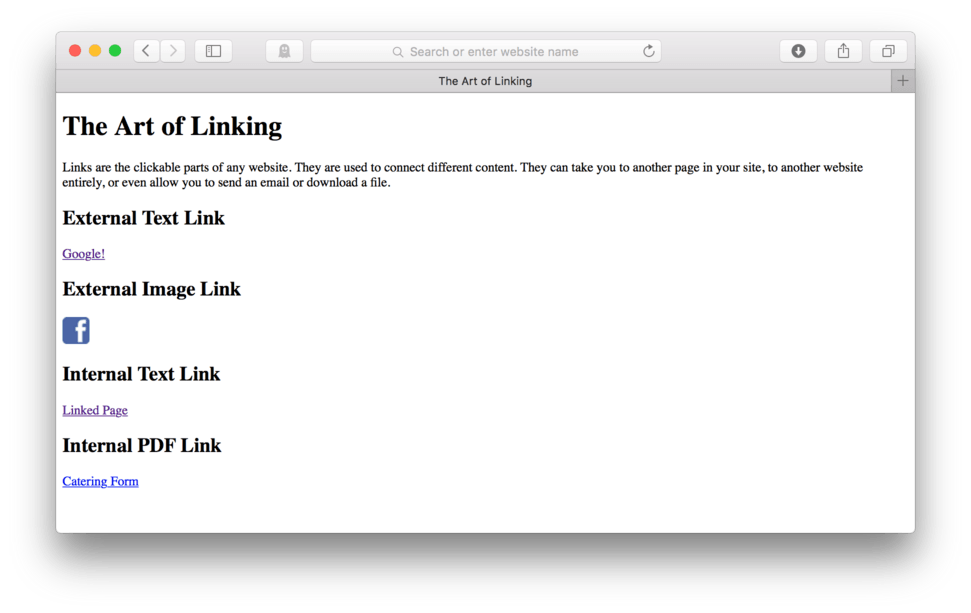 Search or enter website name
The Art of Linking
The Art of Linking
Links are the clickable parts of any website. They are used to connect different content. They can take you to another page in your site, to another website
entirely, or even allow you to send an email or download a file.
External Text Link
Google!
External Image Link
f
Internal Text Link
Linked Page
Internal PDF Link
Catering Form